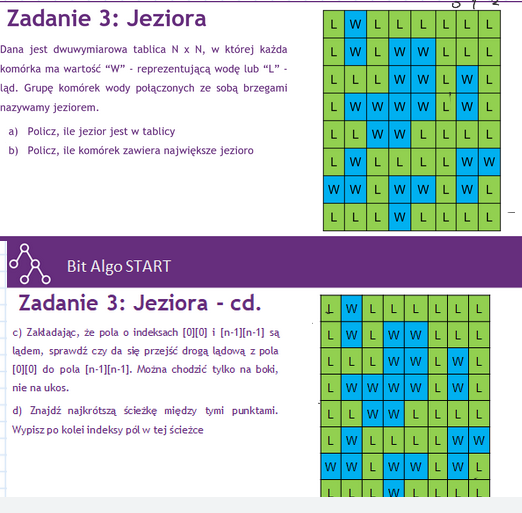 Zadanie 3: Jeziora
Dana jest dwuwymiarowa tablica N x N, w której każda
komórka ma wartość “W” - reprezentującą wodę lub “L” -
ląd. Grupę komórek wody połączonych ze sobą brzegami
nazywamy jeziorem.
a) Policz, ile jezior jest w tablicy
b) Policz, ile komórek zawiera największe jezioro
L W L L L L L L
L W L W W L L L
L L L W W L W L
L W W W W L W L
L L W W L L L L
L W L L L L W W
W W L W W L W L
L L L W L L L L
Bit Algo START
Zadanie 3: Jeziora - cd.
c) Zakładając, że pola o indeksach [0][0] i [n-1][n-1] są
lądem, sprawdź czy da się przejść drogą lądową z pola
[0][0] do pola [n-1][n-1]. Można chodzić tylko na boki,
nie na ukos.
d) Znajdź najkrótszą ścieżkę między tymi punktami.
Wypisz po kolei indeksy pól w tej ścieżce
L W L L L L L L
L W L W W L L L
L L L W W L W L
L W W W W L W L
L L W W L L L L
L W L L L L W W
W W L W W L W L
L L L W L L L L